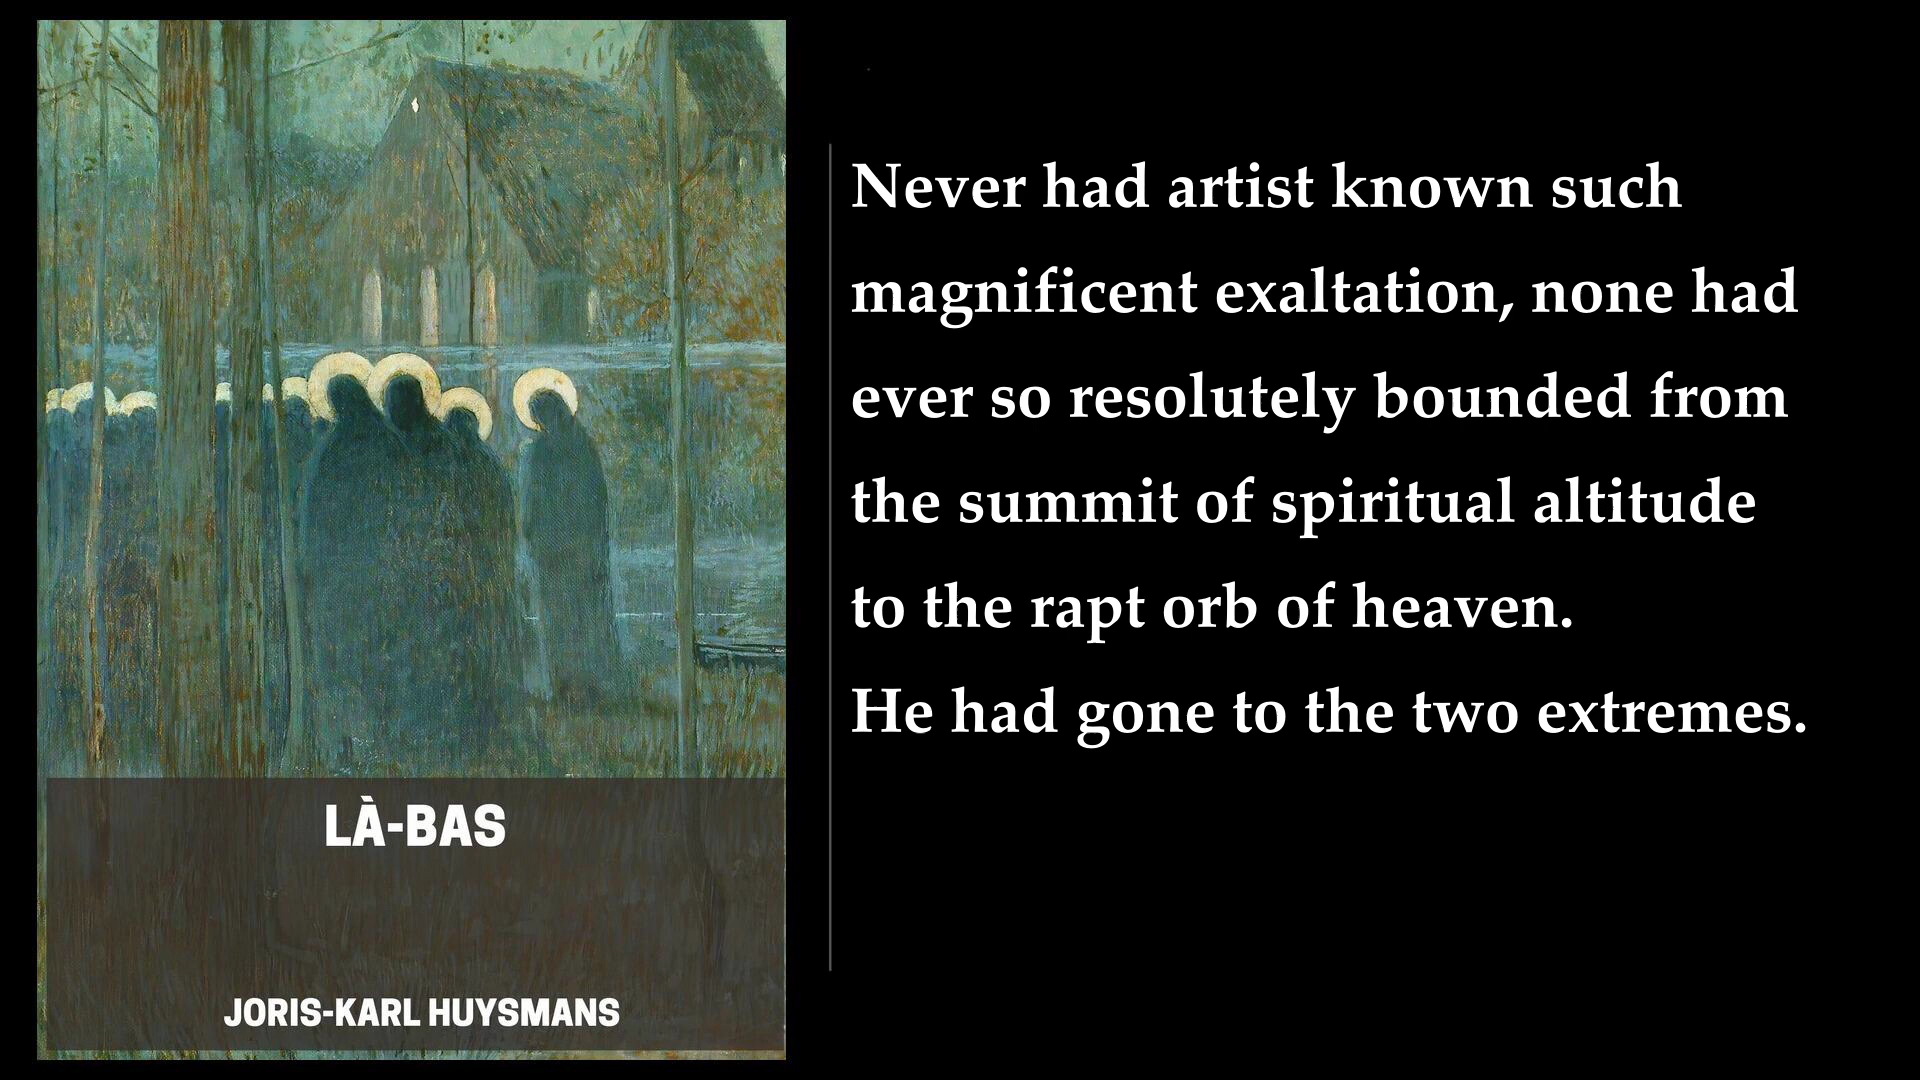 LÀ-BAS
JORIS-KARL HUYSMANS
Never had artist known such
magnificent exaltation, none had
ever so resolutely bounded from
the summit of spiritual altitude
to the rapt orb of heaven.
He had gone to the two extremes.